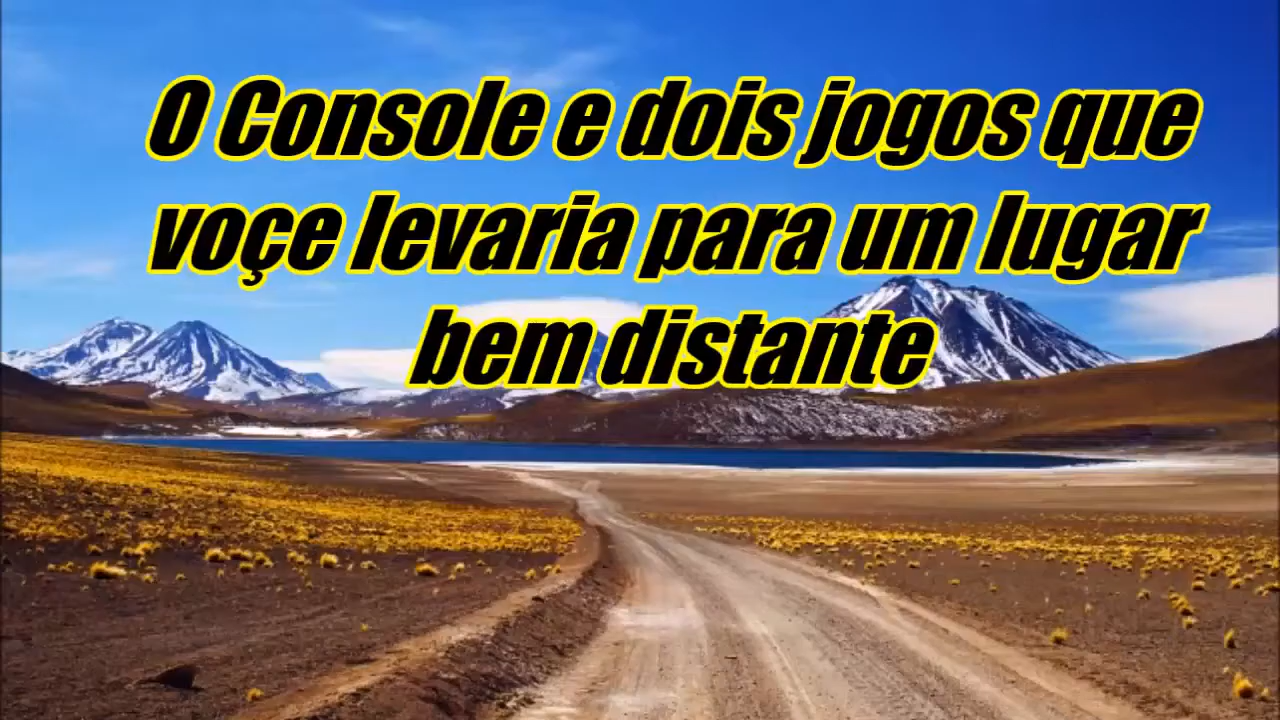 O Console e dois jogos que
voçe levaria para um lugar
bem distante